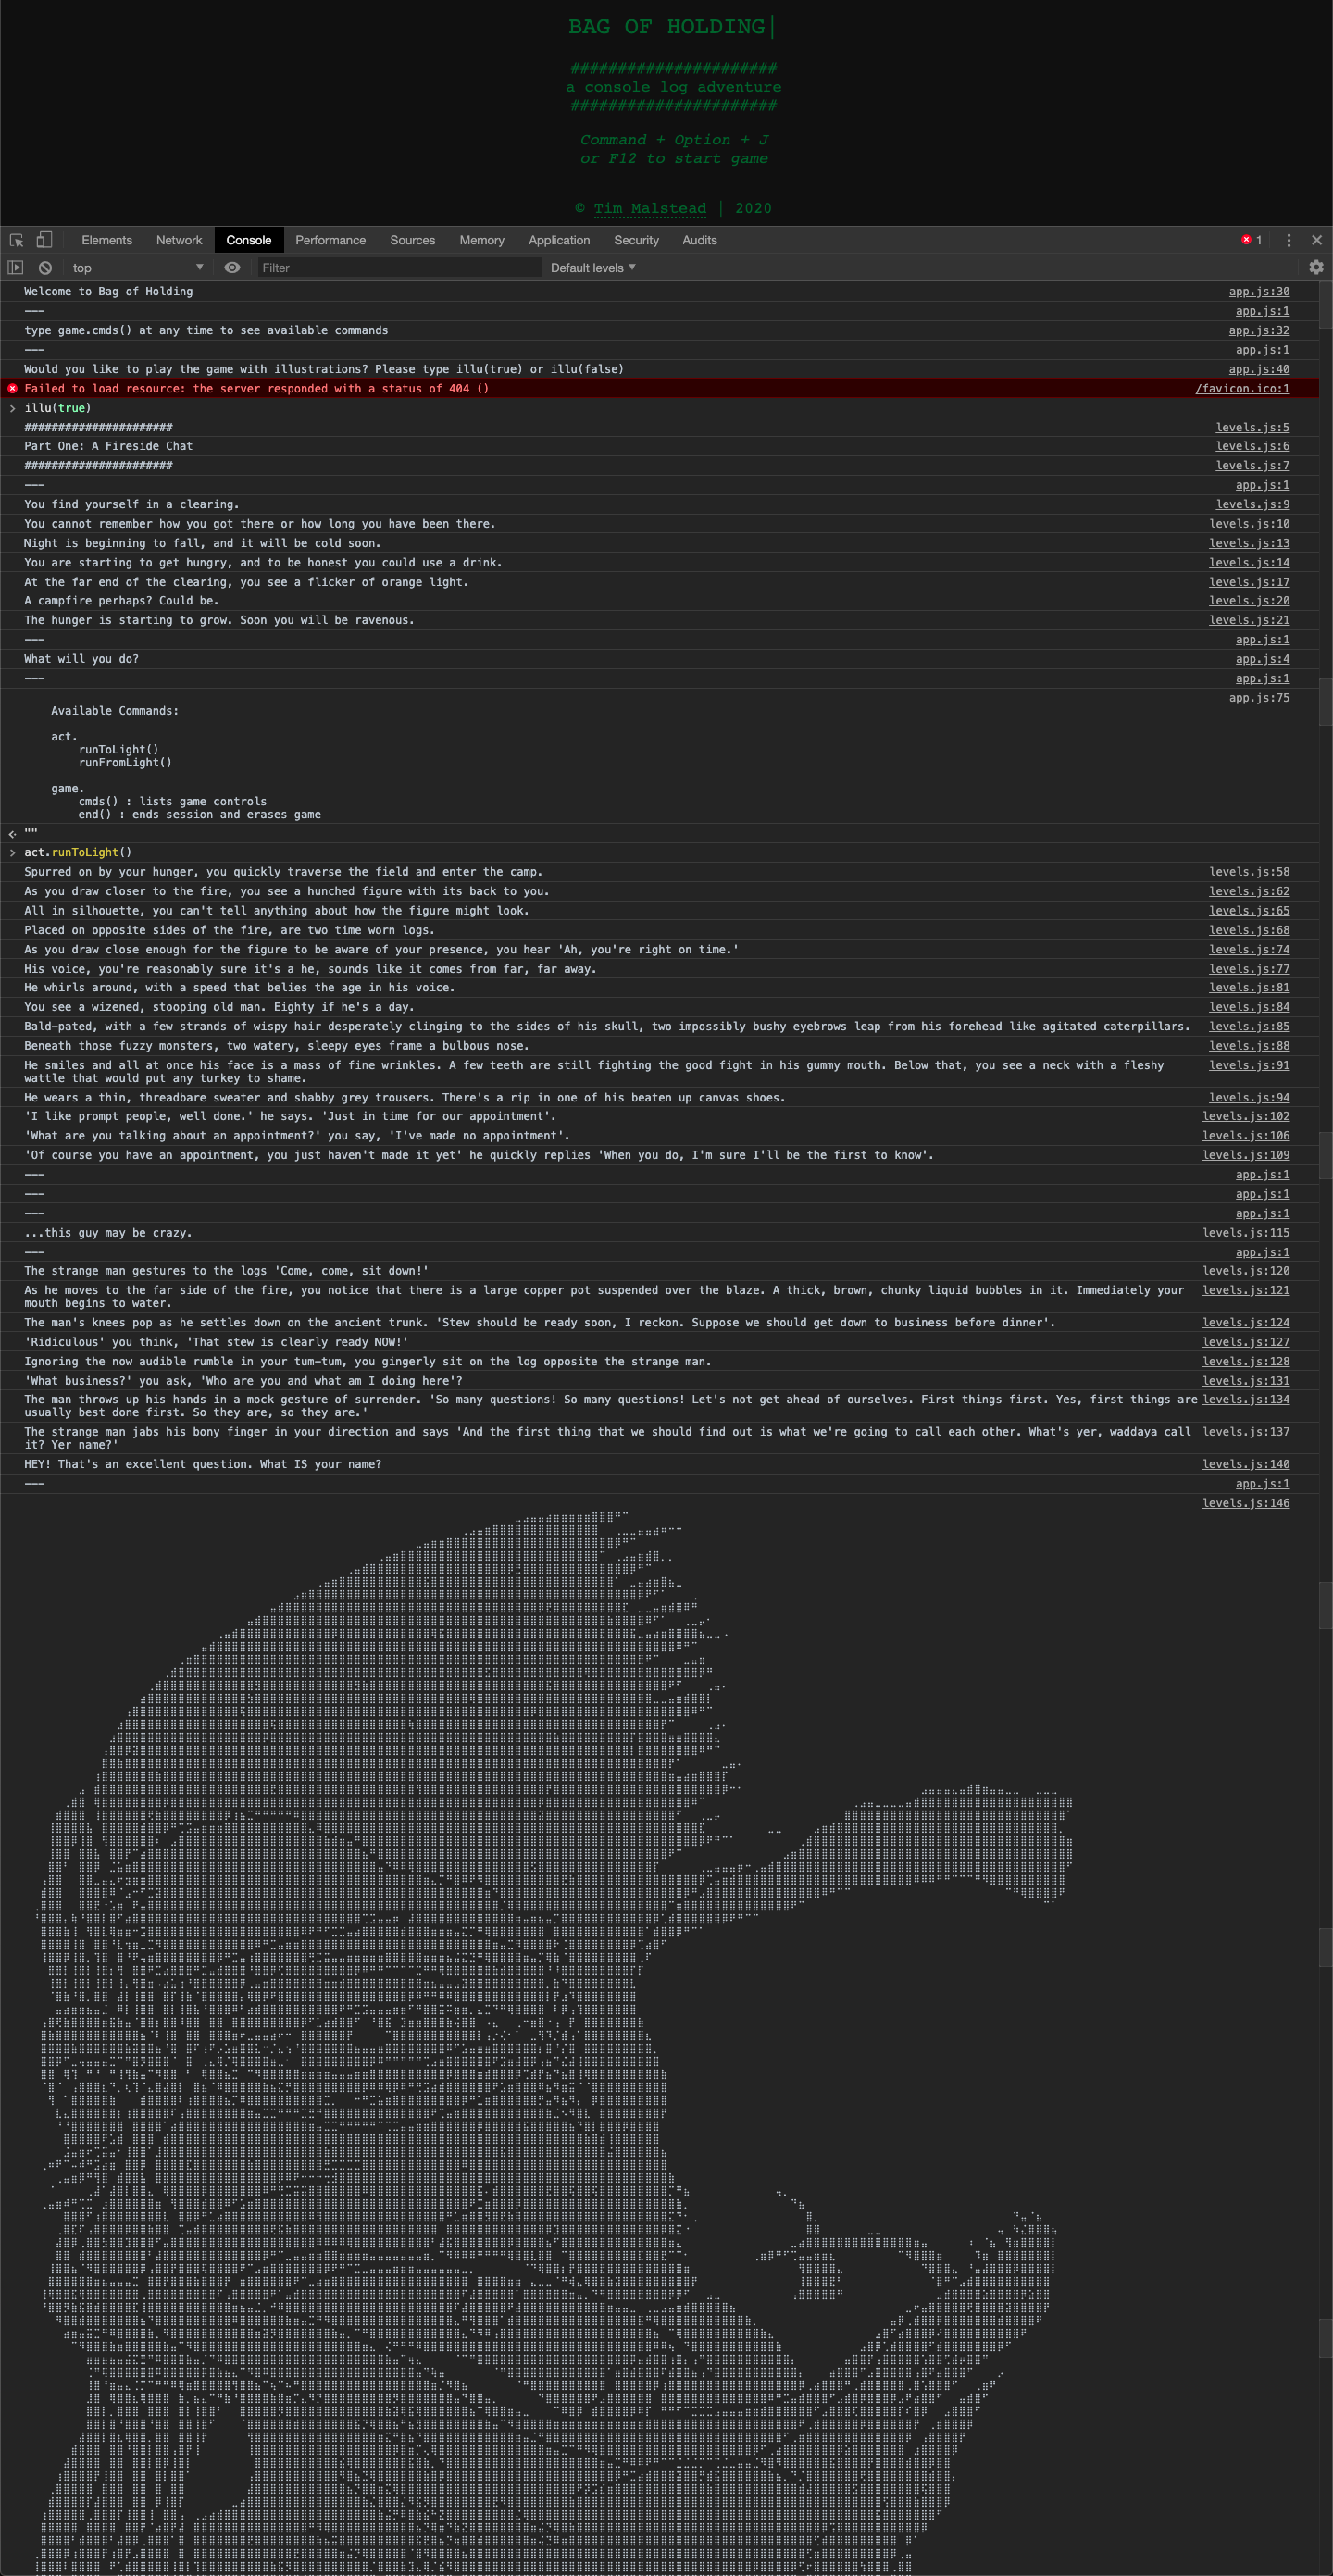 BAG OF HOLDING|
######################
a console log adventure
######################
Command + Option + J
or F12 to start game
© Tim Malstead | 2020
Elements Network Console Performance Sources Memory Application Security Audits 1
top Filter Default levels
Welcome to Bag of Holding app.js:30
--- app.js:1
type game.cmds() at any time to see available commands app.js:32
--- app.js:1
Would you like to play the game with illustrations? Please type illu(true) or illu(false) app.js:40
Failed to load resource: the server responded with a status of 404 () /favicon.ico:1
> illu(true)
###################### levels.js:5
Part One: A Fireside Chat levels.js:6
###################### levels.js:7
--- app.js:1
You find yourself in a clearing. levels.js:9
You cannot remember how you got there or how long you have been there. levels.js:10
Night is beginning to fall, and it will be cold soon. levels.js:13
You are starting to get hungry, and to be honest you could use a drink. levels.js:14
At the far end of the clearing, you see a flicker of orange light. levels.js:17
A campfire perhaps? Could be. levels.js:20
The hunger is starting to grow. Soon you will be ravenous. levels.js:21
--- app.js:1
What will you do? app.js:4
--- app.js:1
app.js:75
Available Commands:
act.
runToLight()
runFromLight()
game.
cmds() : lists game controls
end() : ends session and erases game
""
> act.runToLight()
Spurred on by your hunger, you quickly traverse the field and enter the camp. levels.js:58
As you draw closer to the fire, you see a hunched figure with its back to you. levels.js:62
All in silhouette, you can't tell anything about how the figure might look. levels.js:65
Placed on opposite sides of the fire, are two time worn logs. levels.js:68
As you draw close enough for the figure to be aware of your presence, you hear 'Ah, you're right on time.' levels.js:74
His voice, you're reasonably sure it's a he, sounds like it comes from far, far away. levels.js:77
He whirls around, with a speed that belies the age in his voice. levels.js:81
You see a wizened, stooping old man. Eighty if he's a day. levels.js:84
Bald-pated, with a few strands of wispy hair desperately clinging to the sides of his skull, two impossibly bushy eyebrows leap from his forehead like agitated caterpillars. levels.js:85
Beneath those fuzzy monsters, two watery, sleepy eyes frame a bulbous nose. levels.js:88
He smiles and all at once his face is a mass of fine wrinkles. A few teeth are still fighting the good fight in his gummy mouth. Below that, you see a neck with a fleshy levels.js:91
wattle that would put any turkey to shame.
He wears a thin, threadbare sweater and shabby grey trousers. There's a rip in one of his beaten up canvas shoes. levels.js:94
'I like prompt people, well done.' he says. 'Just in time for our appointment'. levels.js:102
'What are you talking about an appointment?' you say, 'I've made no appointment'. levels.js:106
'Of course you have an appointment, you just haven't made it yet' he quickly replies 'When you do, I'm sure I'll be the first to know'. levels.js:109
--- app.js:1
--- app.js:1
--- app.js:1
...this guy may be crazy. levels.js:115
--- app.js:1
The strange man gestures to the logs 'Come, come, sit down!' levels.js:120
As he moves to the far side of the fire, you notice that there is a large copper pot suspended over the blaze. A thick, brown, chunky liquid bubbles in it. Immediately your levels.js:121
mouth begins to water.
The man's knees pop as he settles down on the ancient trunk. 'Stew should be ready soon, I reckon. Suppose we should get down to business before dinner'. levels.js:124
'Ridiculous' you think, 'That stew is clearly ready NOW!' levels.js:127
Ignoring the now audible rumble in your tum-tum, you gingerly sit on the log opposite the strange man. levels.js:128
'What business?' you ask, 'Who are you and what am I doing here'? levels.js:131
The man throws up his hands in a mock gesture of surrender. 'So many questions! So many questions! Let's not get ahead of ourselves. First things first. Yes, first things are levels.js:134
usually best done first. So they are, so they are.'
The strange man jabs his bony finger in your direction and says 'And the first thing that we should find out is what we're going to call each other. What's yer, waddaya call levels.js:137
it? Yer name?'
HEY! That's an excellent question. What IS your name? levels.js:140
--- app.js:1
levels.js:146